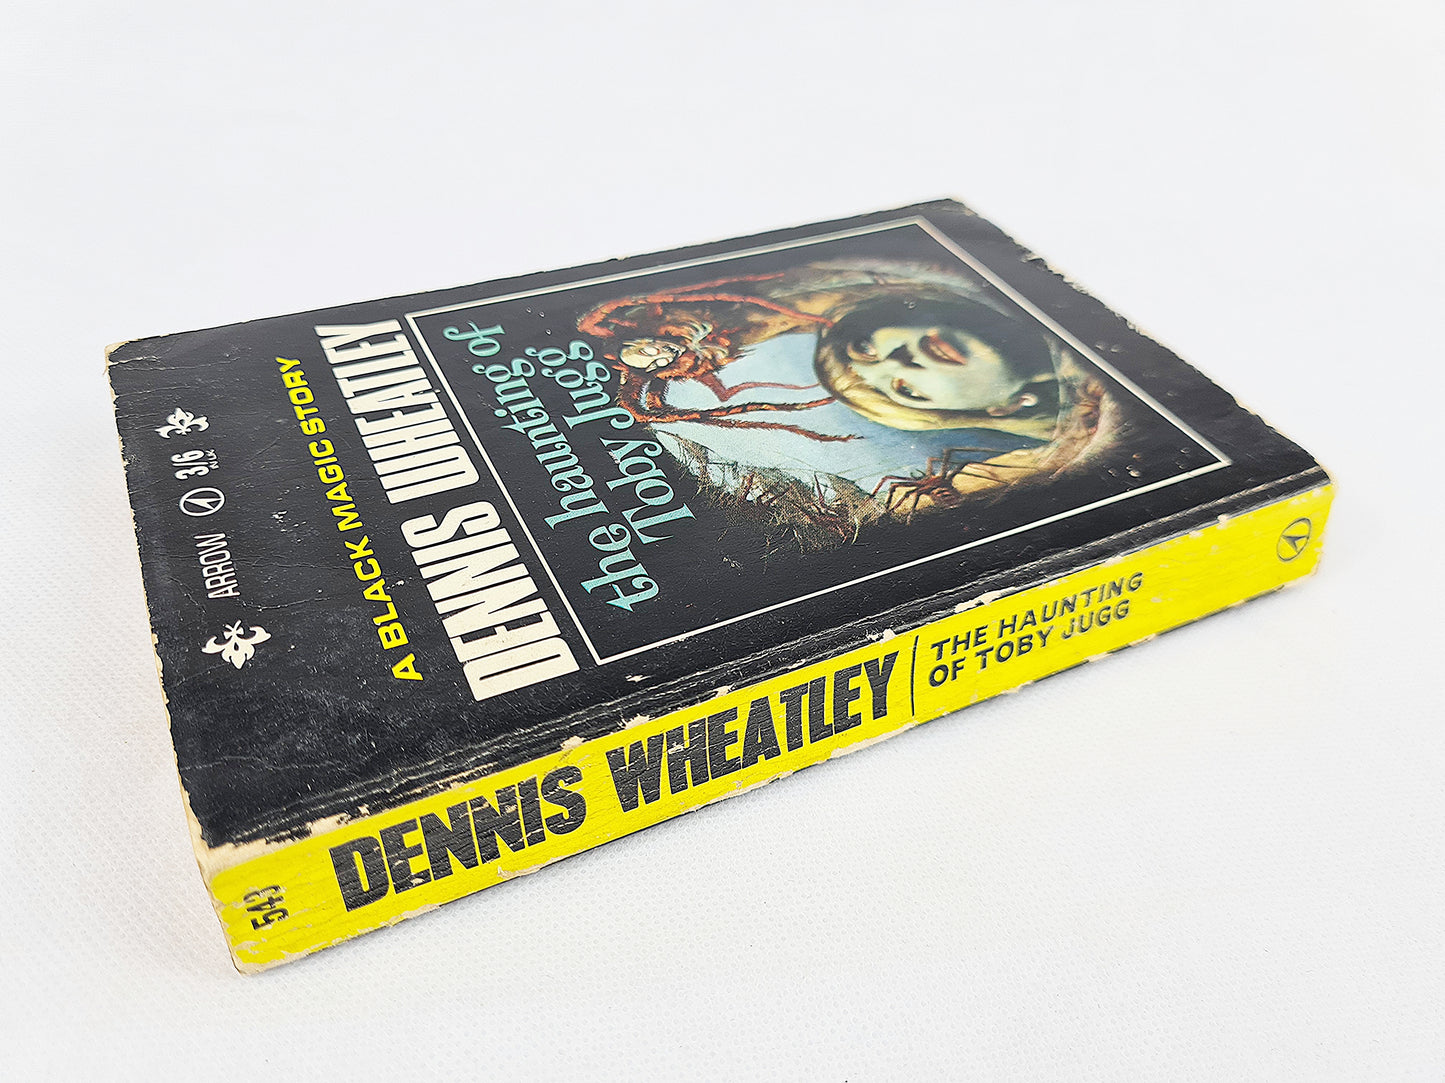 ARROW 3/6
U.K.
A BLACK MAGIC STORY
DENNIS WHEATLEY
the haunting of
Toby Jugg
543
DENNIS WHEATLEY
THE HAUNTING
OF TOBY JUGG